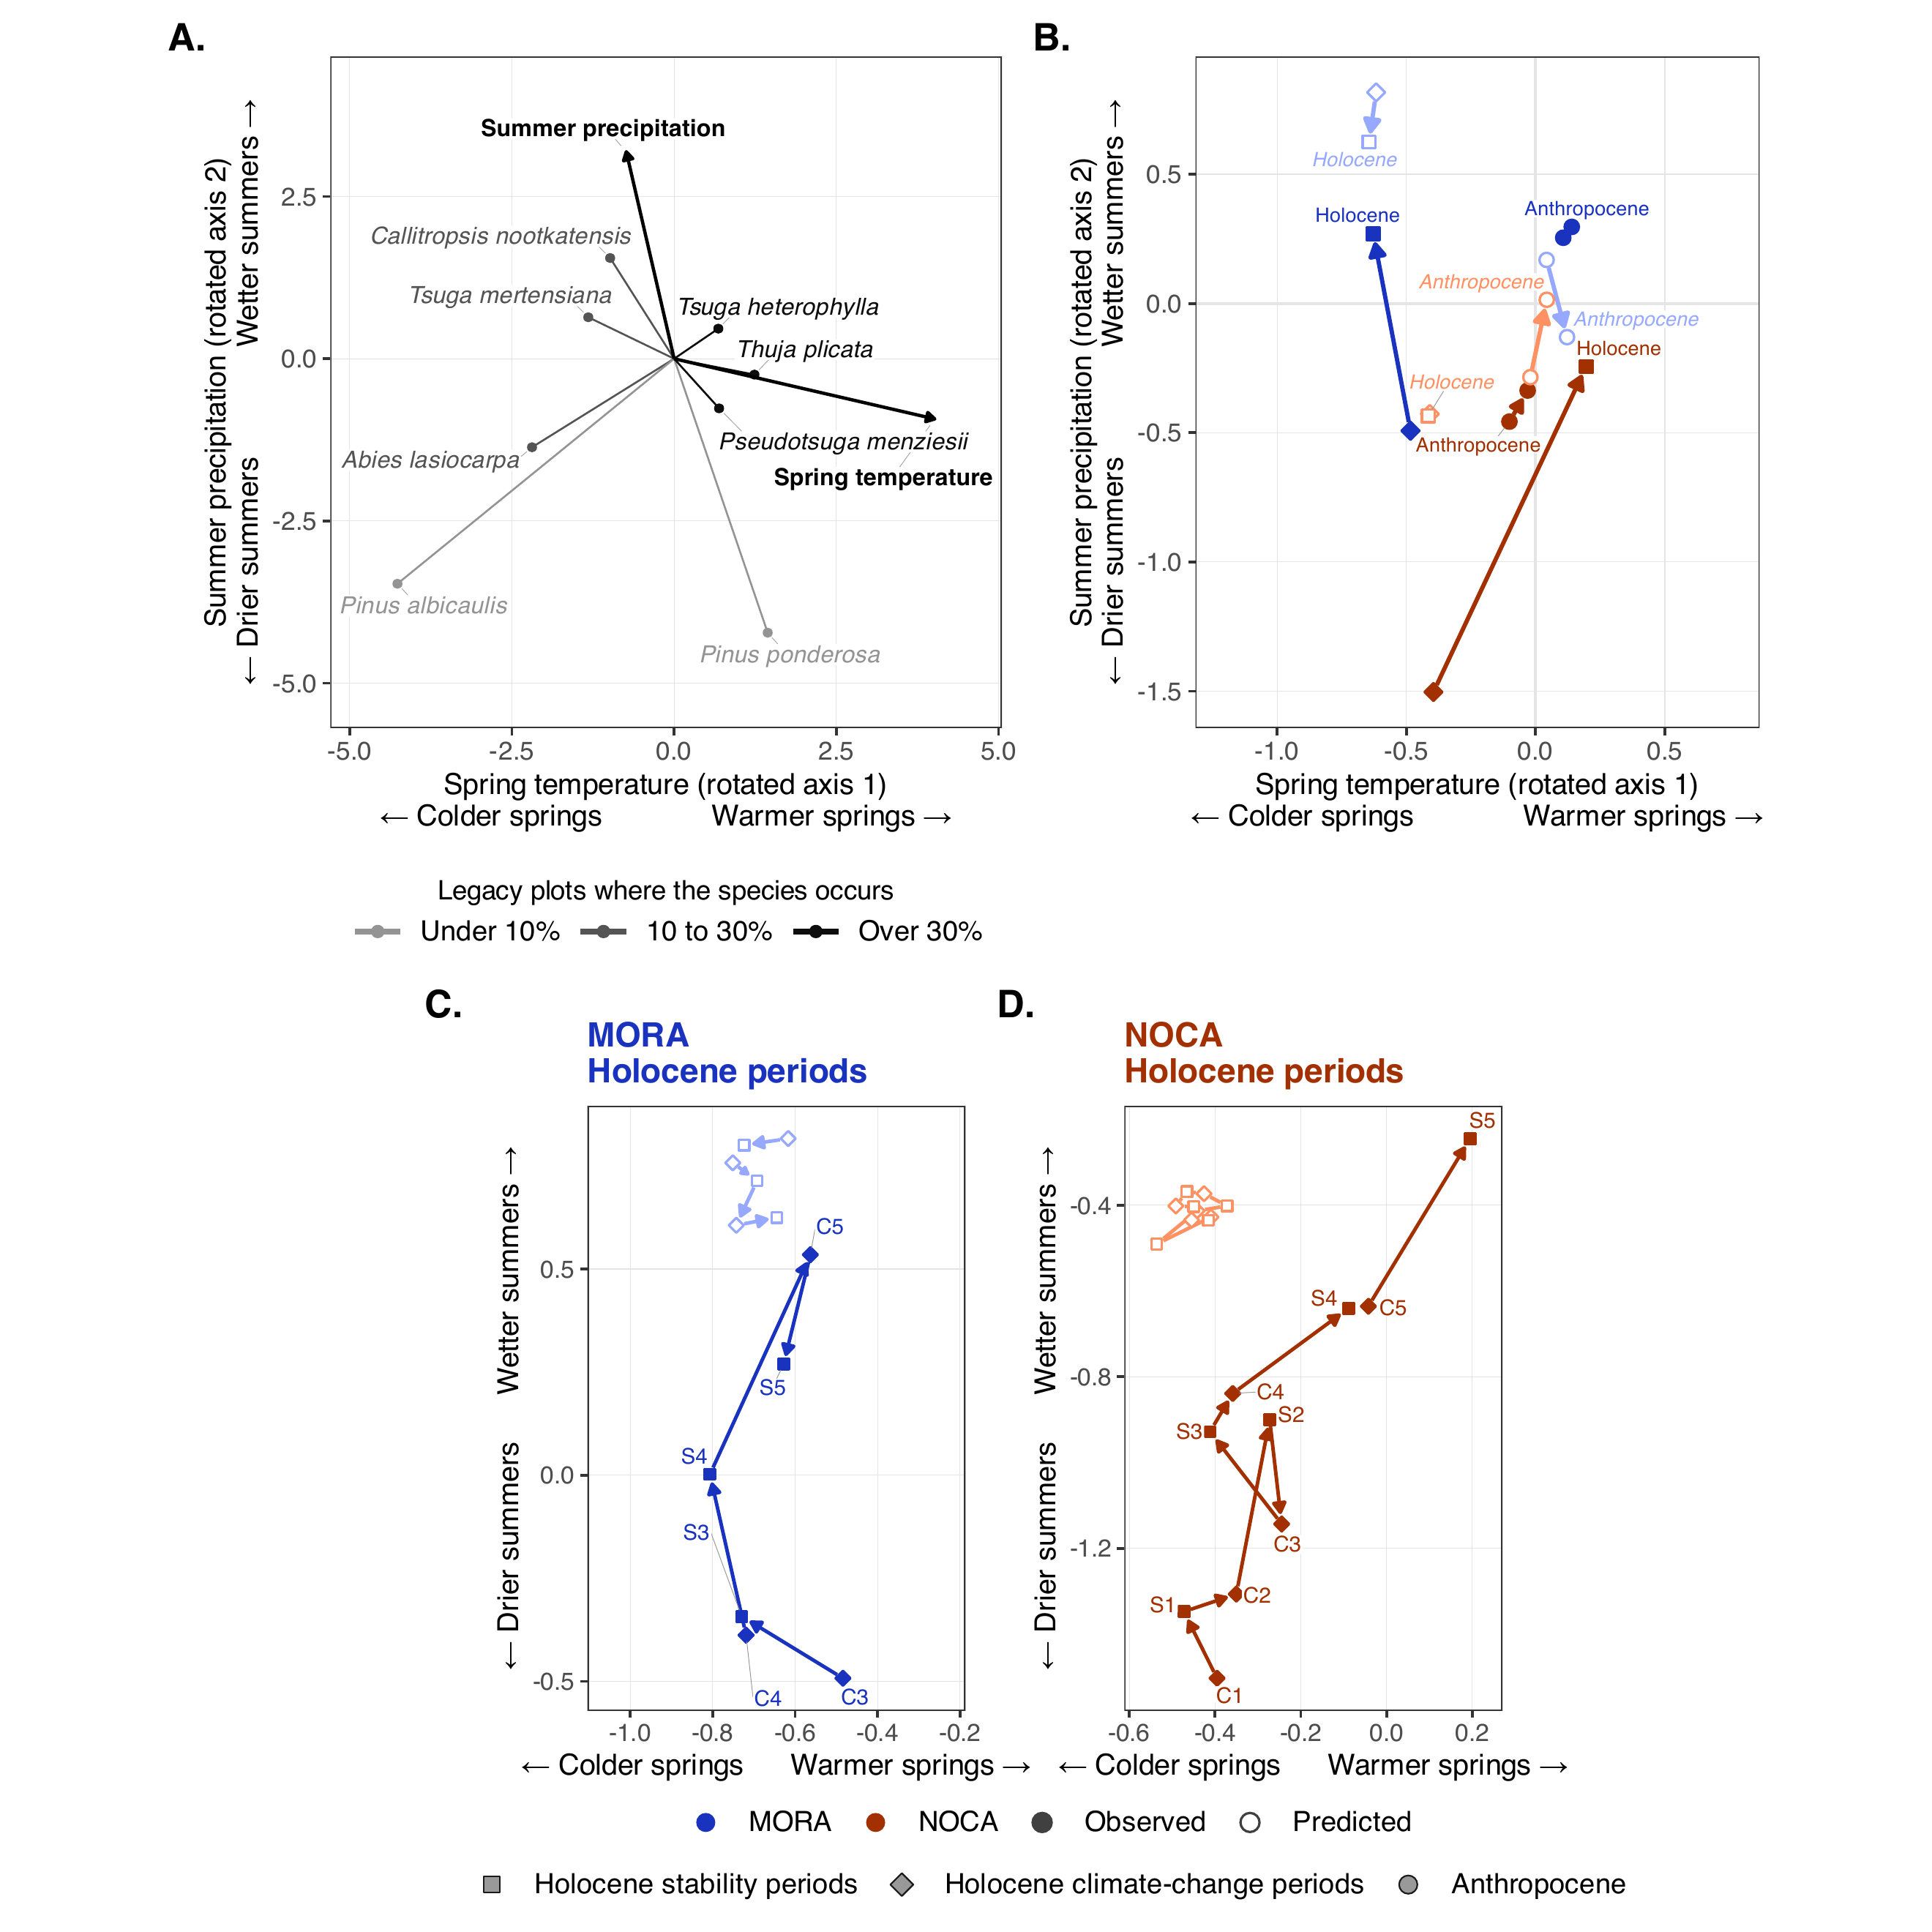 A.
Summer precipitation (rotated axis 2)
← Drier summers    Wetter summers →
2.5
0.0
-2.5
-5.0
Summer precipitation
Callitropsis nootkatensis
Tsuga mertensiana
Tsuga heterophylla
Thuja plicata
Pseudotsuga menziesii
Abies lasiocarpa
Spring temperature
Pinus albicaulis
Pinus ponderosa
-5.0 -2.5 0.0 2.5 5.0
Spring temperature (rotated axis 1)
← Colder springs    Warmer springs →
Legacy plots where the species occurs
Under 10% 10 to 30% Over 30%
B.
Summer precipitation (rotated axis 2)
← Drier summers    Wetter summers →
0.5
0.0
-0.5
-1.0
-1.5
Holocene
Holocene
Anthropocene
Anthropocene
Anthropocene
Holocene
Holocene
Anthropocene
-1.0 -0.5 0.0 0.5
Spring temperature (rotated axis 1)
← Colder springs    Warmer springs →
C.
MORA
Holocene periods
← Drier summers    Wetter summers →
0.5
0.0
-0.5
C5
S5
S4
S3
C4
C3
-1.0 -0.8 -0.6 -0.4 -0.2
← Colder springs    Warmer springs →
D.
NOCA
Holocene periods
← Drier summers    Wetter summers →
-0.4
-0.8
-1.2
S5
S4
C5
C4
S2
S3
C3
S1
C2
C1
-0.6 -0.4 -0.2 0.0 0.2
← Colder springs    Warmer springs →
MORA NOCA Observed Predicted
Holocene stability periods Holocene climate-change periods Anthropocene